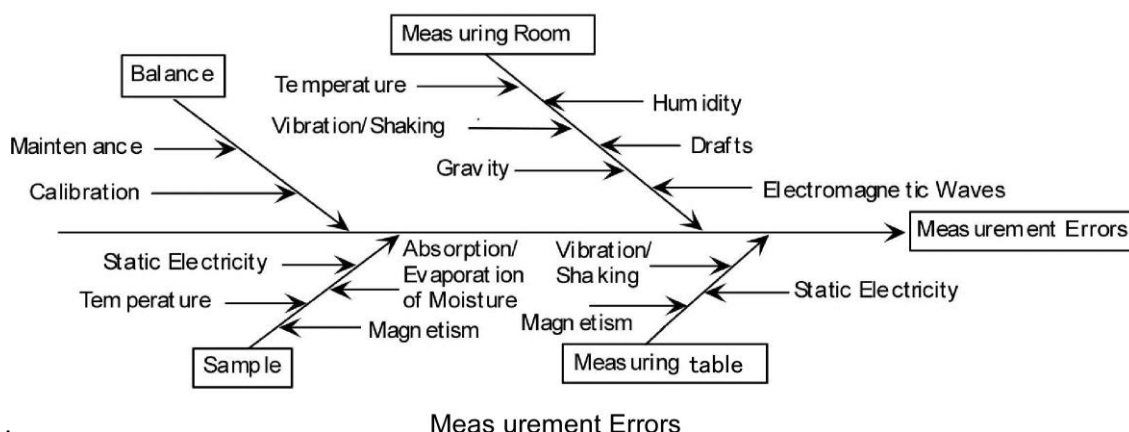 Measuring Room
Balance
Temperature
Humidity
Vibration/Shaking
Maintenance
Drafts
Gravity
Calibration
Electromagnetic Waves
Measurement Errors
Static Electricity
Absorption/
Evaporation
of Moisture
Vibration/
Shaking
Temperature
Static Electricity
Magnetism
Magnetism
Sample
Measuring table
Measurement Errors